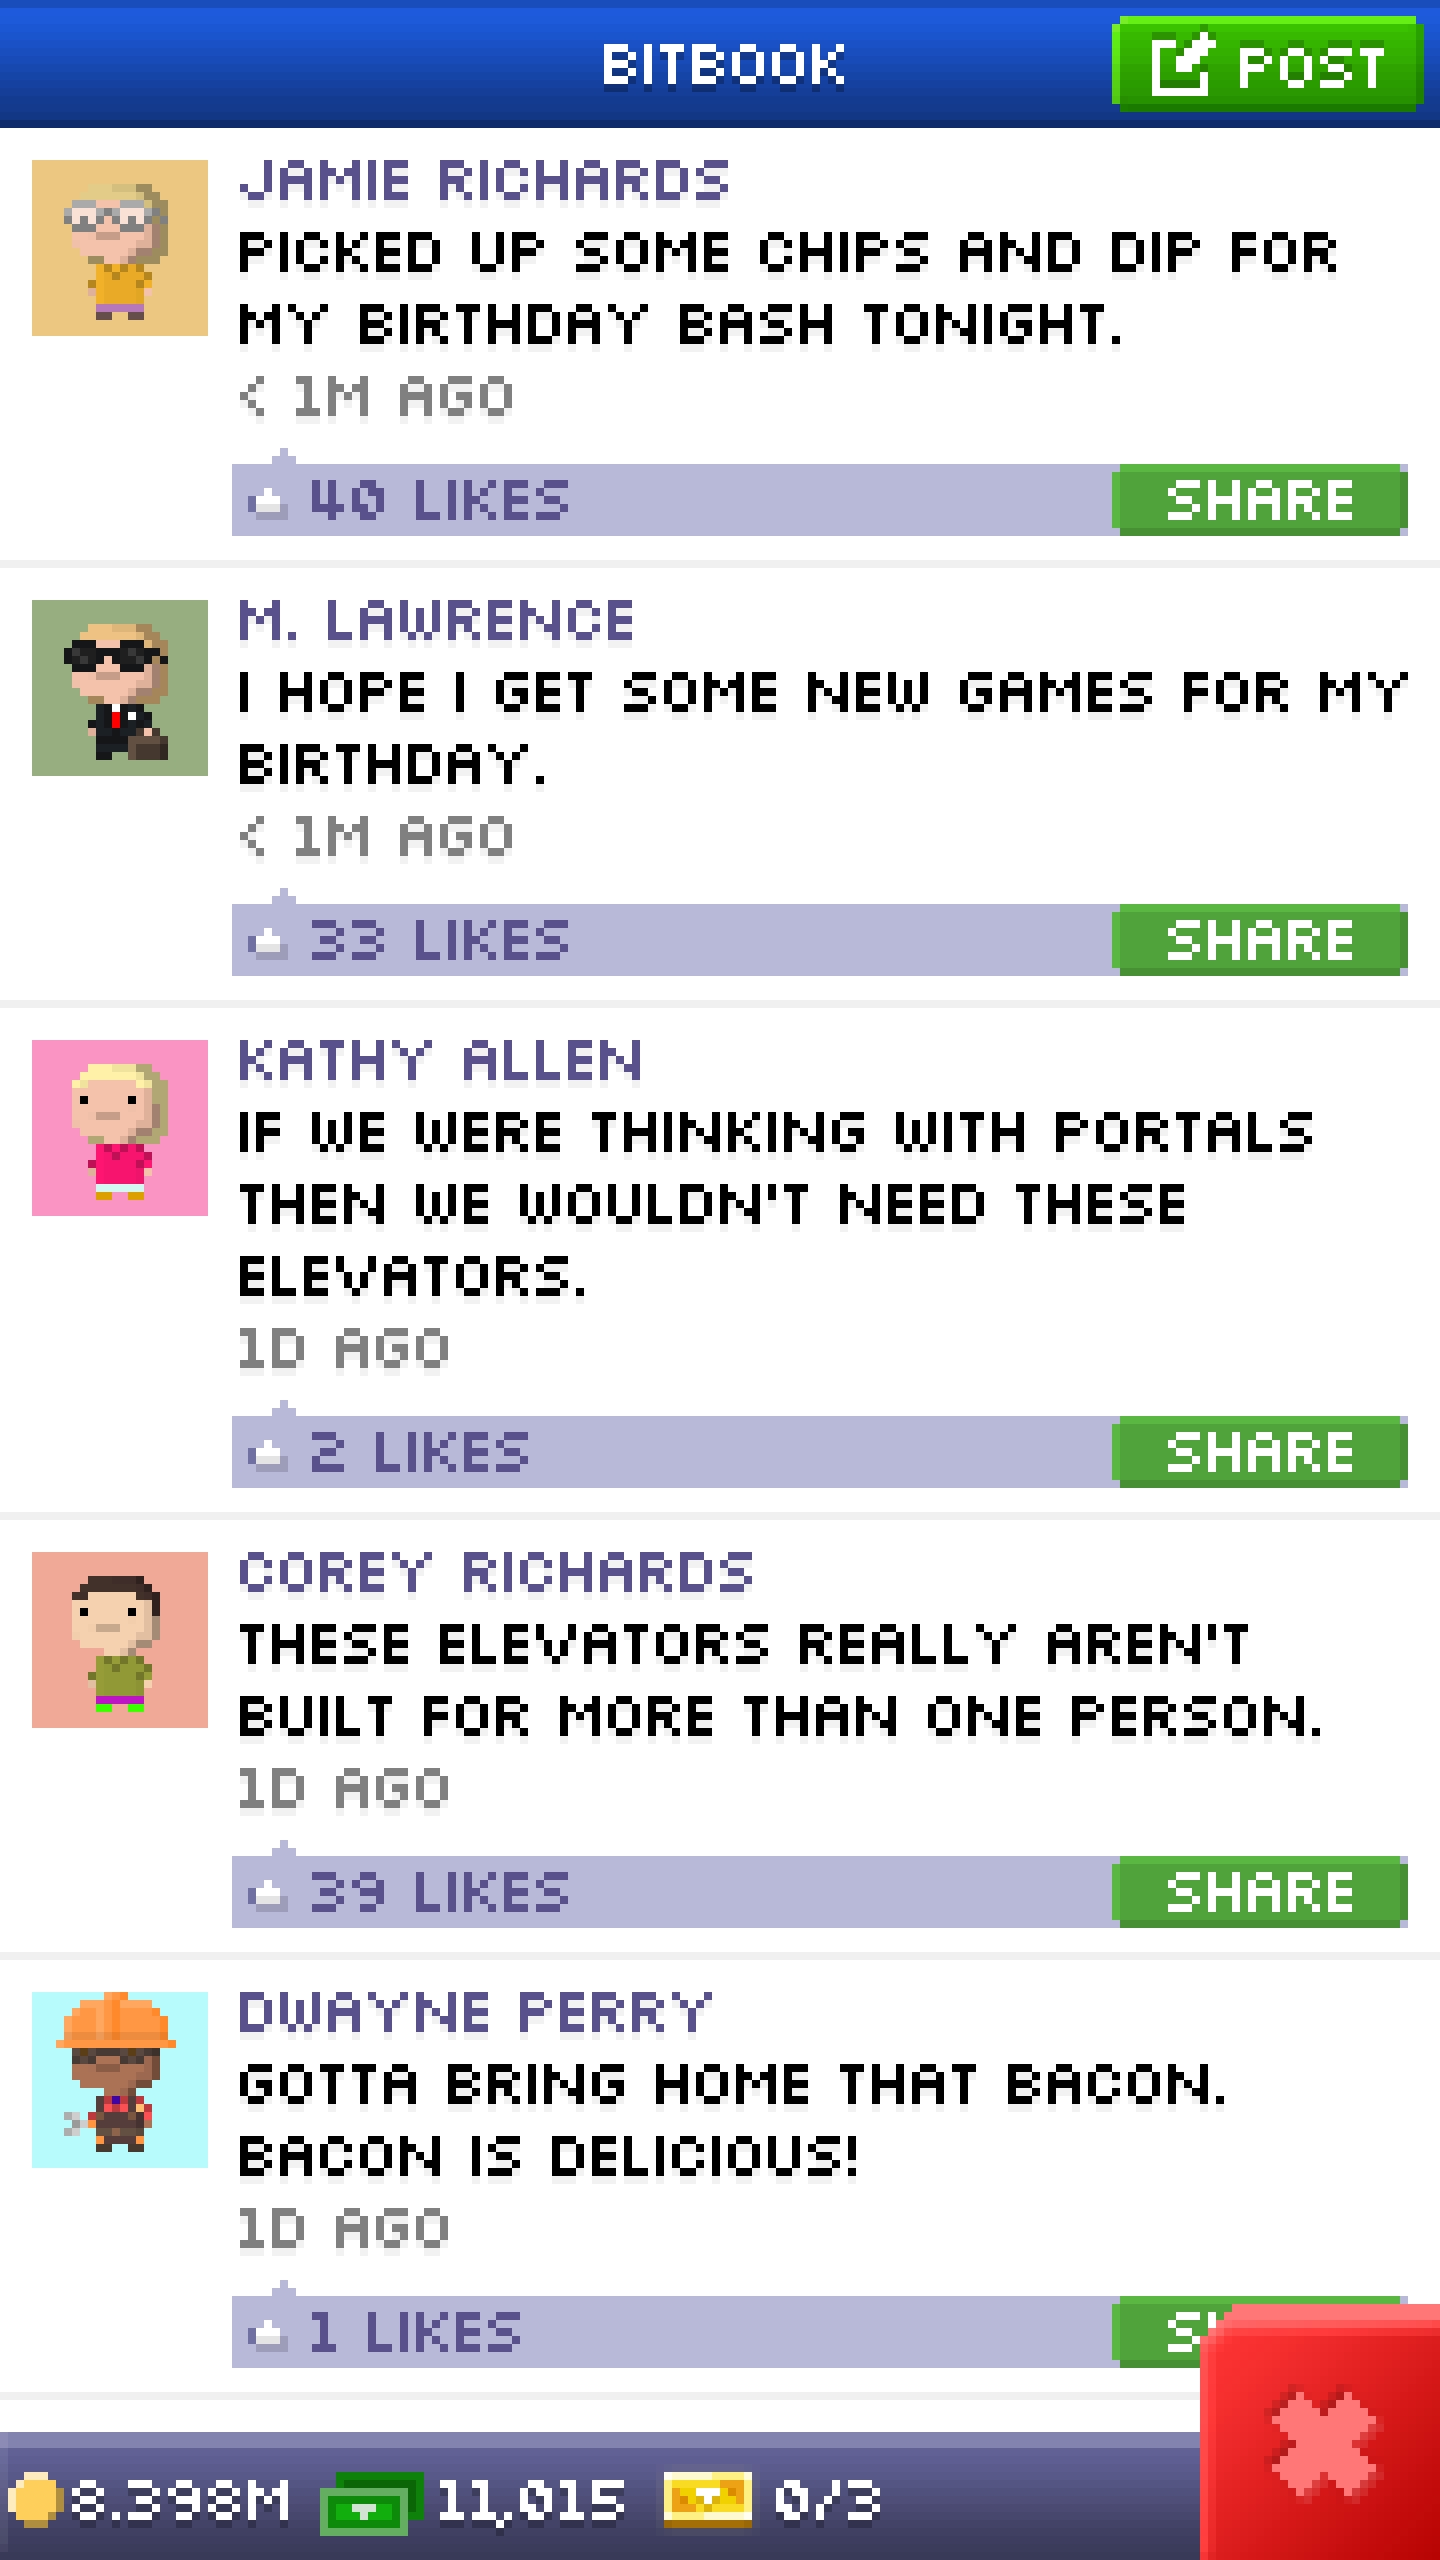 BITBOOK
POST
JAMIE RICHARDS
PICKED UP SOME CHIPS AND DIP FOR
MY BIRTHDAY BASH TONIGHT.
< 1M AGO
40 LIKES
SHARE
M. LAWRENCE
I HOPE I GET SOME NEW GAMES FOR MY
BIRTHDAY.
< 1M AGO
33 LIKES
SHARE
KATHY ALLEN
IF WE WERE THINKING WITH PORTALS
THEN WE WOULDN'T NEED THESE
ELEVATORS.
1D AGO
2 LIKES
SHARE
COREY RICHARDS
THESE ELEVATORS REALLY AREN'T
BUILT FOR MORE THAN ONE PERSON.
1D AGO
39 LIKES
SHARE
DWAYNE PERRY
GOTTA BRING HOME THAT BACON.
BACON IS DELICIOUS!
1D AGO
1 LIKES
8.398M 11,015 0/3